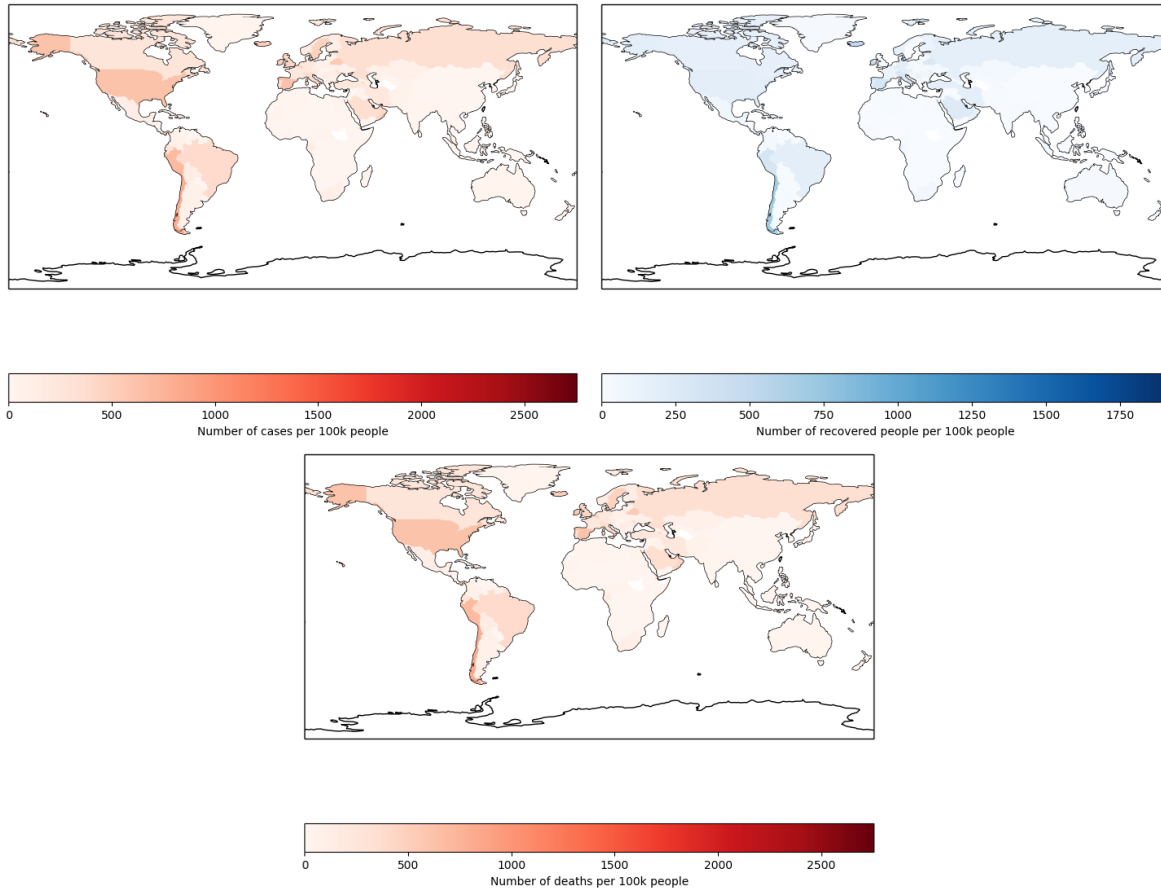 0 500 1000 1500 2000 2500
Number of cases per 100k people
0 250 500 750 1000 1250 1500 1750
Number of recovered people per 100k people
0 500 1000 1500 2000 2500
Number of deaths per 100k people